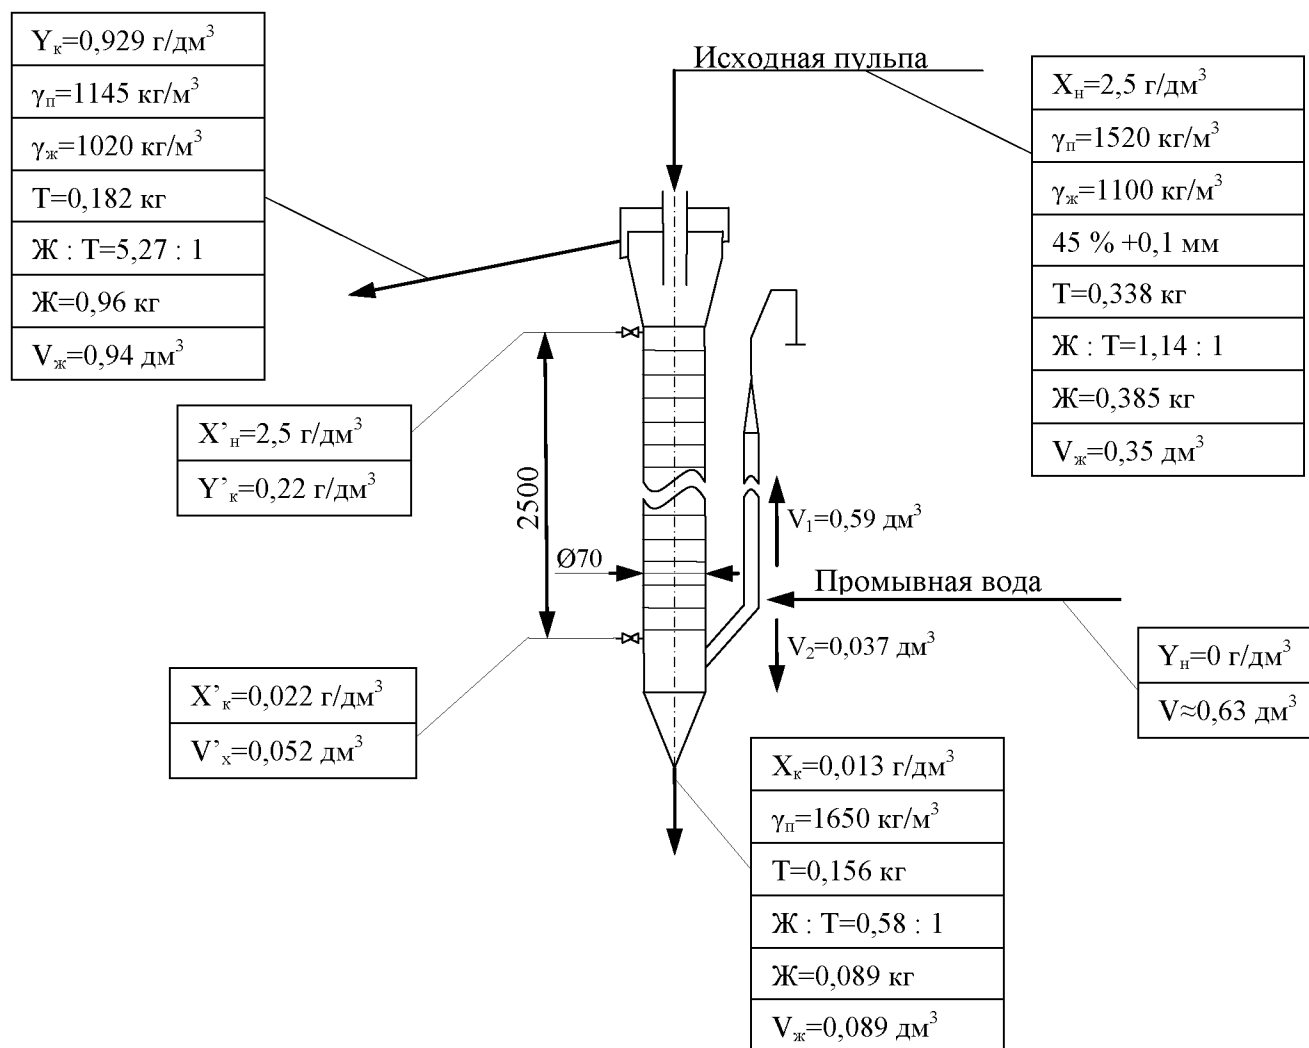 Yк=0,929 г/дм³
γп=1145 кг/м³
γж=1020 кг/м³
Т=0,182 кг
Ж : Т=5,27 : 1
Ж=0,96 кг
Vж=0,94 дм³
Исходная пульпа
Xн=2,5 г/дм³
γп=1520 кг/м³
γж=1100 кг/м³
45 % +0,1 мм
Т=0,338 кг
Ж : Т=1,14 : 1
Ж=0,385 кг
Vж=0,35 дм³
X’н=2,5 г/дм³
Y’к=0,22 г/дм³
2500
Ø70
V₁=0,59 дм³
Промывная вода
V₂=0,037 дм³
Yн=0 г/дм³
V≈0,63 дм³
X’к=0,022 г/дм³
V’х=0,052 дм³
Xк=0,013 г/дм³
γп=1650 кг/м³
Т=0,156 кг
Ж : Т=0,58 : 1
Ж=0,089 кг
Vж=0,089 дм³